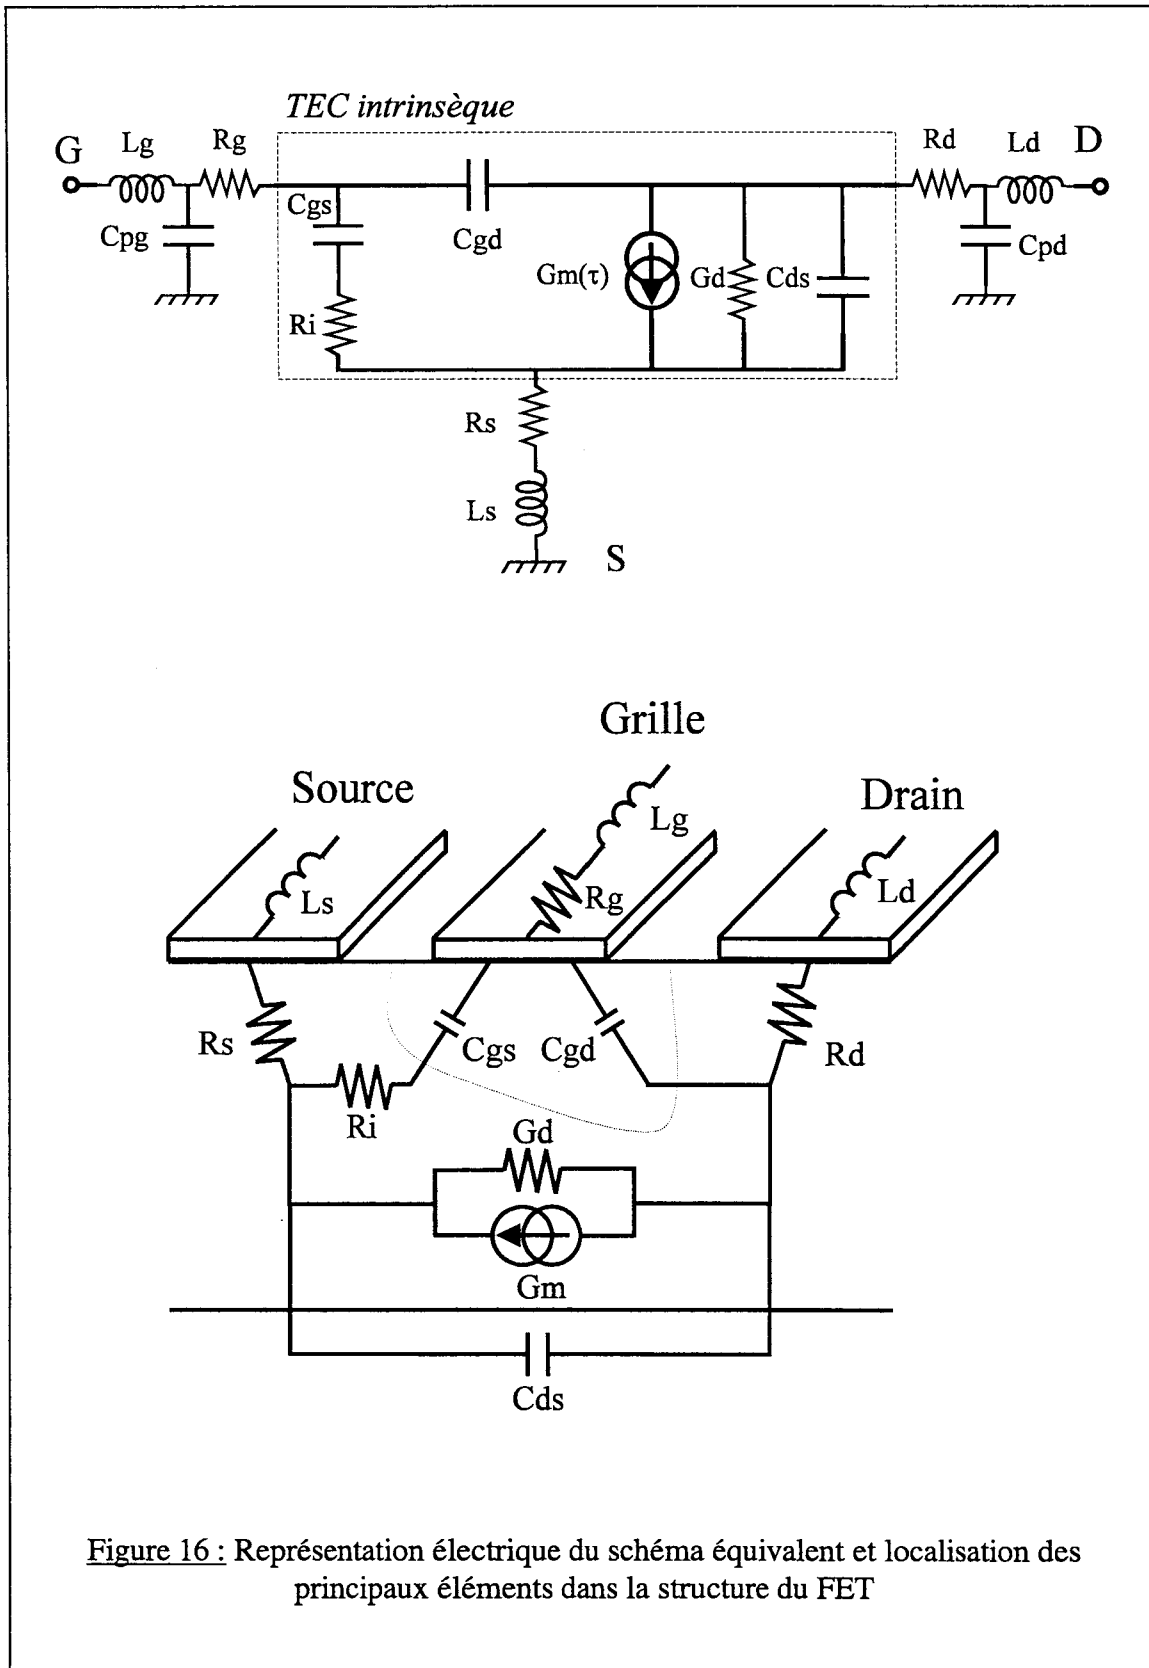 TEC intrinsèque
G
Lg
Rg
Rd
Ld
D
Cgs
Cpg
Cgd
Gm(τ)
Gd
Cds
Cpd
Ri
Rs
Ls
S
Grille
Source
Drain
Lg
Ls
Rg
Ld
Rs
Cgs
Cgd
Rd
Ri
Gd
Gm
Cds
Figure 16 : Représentation électrique du schéma équivalent et localisation des
principaux éléments dans la structure du FET